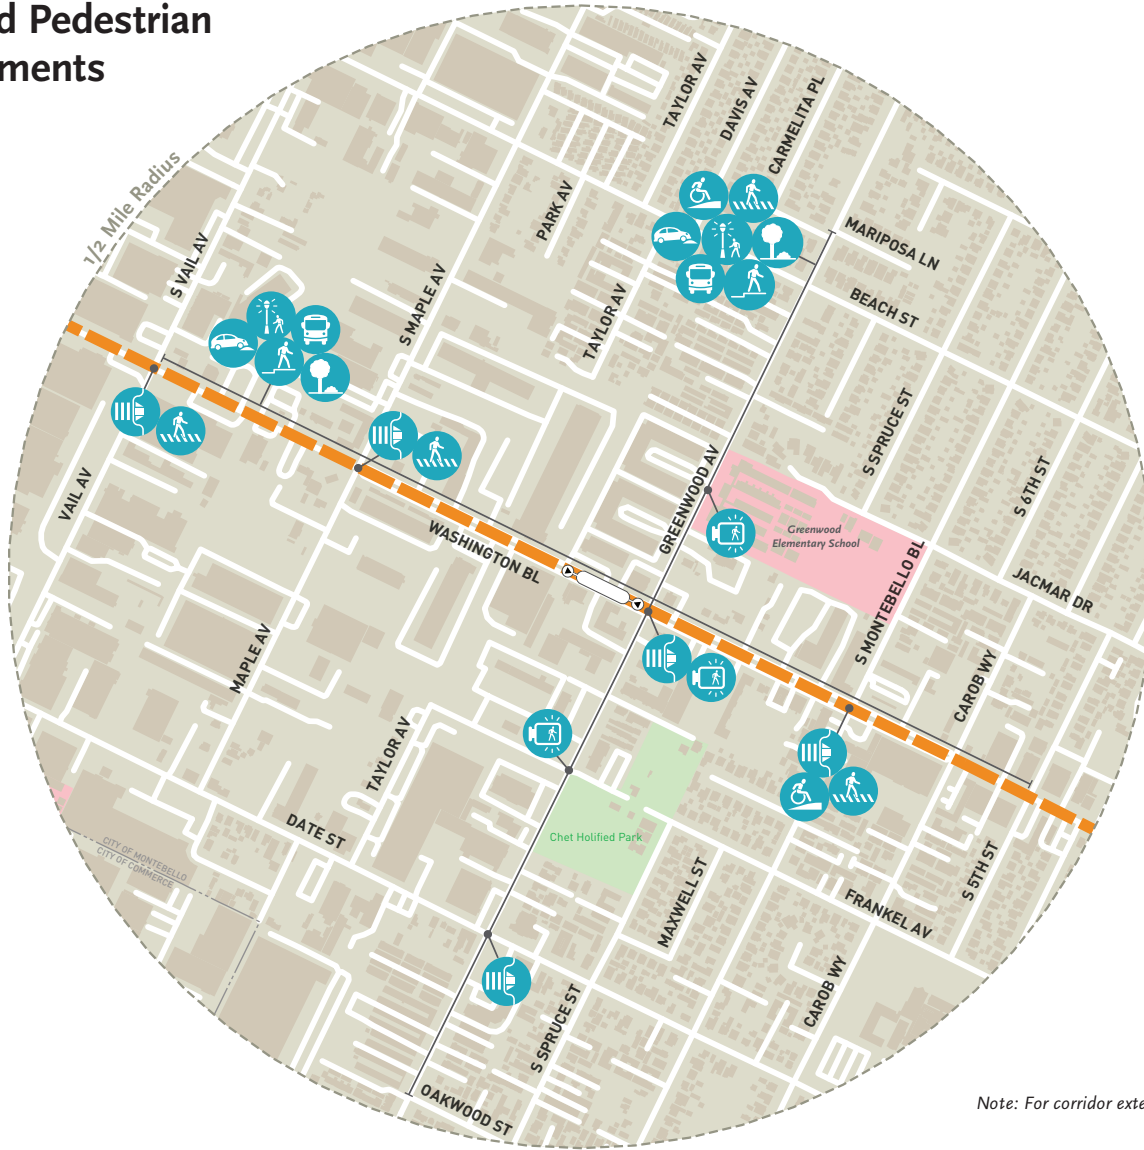 d Pedestrian
ments
1/2 Mile Radius
TAYLOR AV
DAVIS AV
CARMELITA PL
PARK AV
MARIPOSA LN
S VAIL AV
S MAPLE AV
TAYLOR AV
BEACH ST
S SPRUCE ST
VAIL AV
GREENWOOD AV
S 6TH ST
Greenwood
Elementary School
WASHINGTON BL
S MONTEBELLO BL
JACMAR DR
MAPLE AV
CAROB WY
TAYLOR AV
DATE ST
Chet Holified Park
CITY OF MONTEBELLO
CITY OF COMMERCE
MAXWELL ST
S 5TH ST
FRANKEL AV
CAROB WY
S SPRUCE ST
OAKWOOD ST
Note: For corridor exte